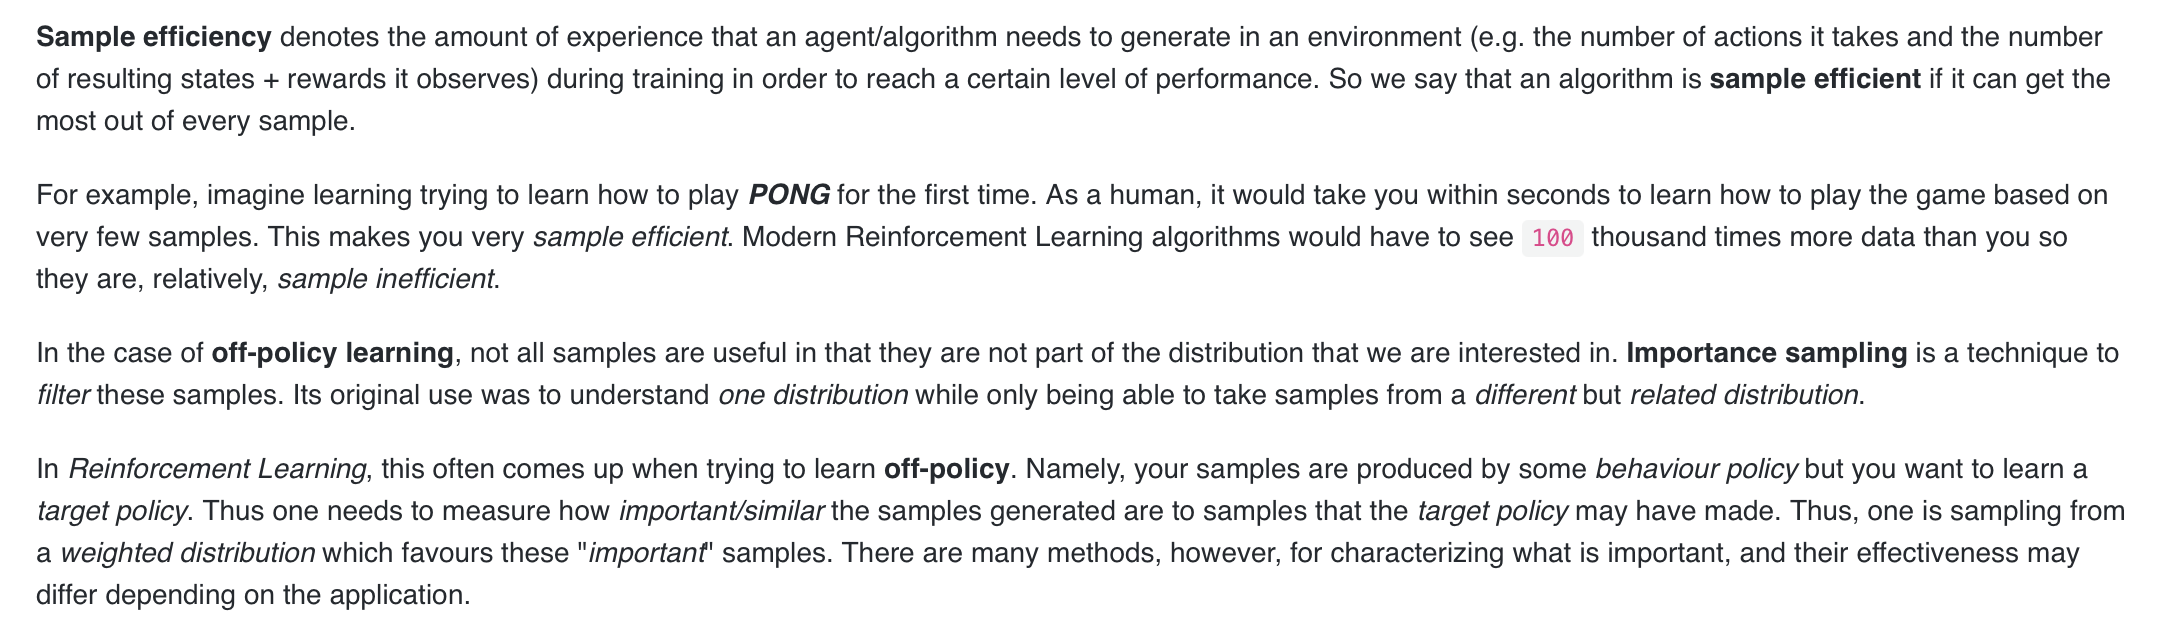 Sample efficiency denotes the amount of experience that an agent/algorithm needs to generate in an environment (e.g. the number of actions it takes and the number
of resulting states + rewards it observes) during training in order to reach a certain level of performance. So we say that an algorithm is sample efficient if it can get the
most out of every sample.
For example, imagine learning trying to learn how to play PONG for the first time. As a human, it would take you within seconds to learn how to play the game based on
very few samples. This makes you very sample efficient. Modern Reinforcement Learning algorithms would have to see 100 thousand times more data than you so
they are, relatively, sample inefficient.
In the case of off-policy learning, not all samples are useful in that they are not part of the distribution that we are interested in. Importance sampling is a technique to
filter these samples. Its original use was to understand one distribution while only being able to take samples from a different but related distribution.
In Reinforcement Learning, this often comes up when trying to learn off-policy. Namely, your samples are produced by some behaviour policy but you want to learn a
target policy. Thus one needs to measure how important/similar the samples generated are to samples that the target policy may have made. Thus, one is sampling from
a weighted distribution which favours these "important" samples. There are many methods, however, for characterizing what is important, and their effectiveness may
differ depending on the application.